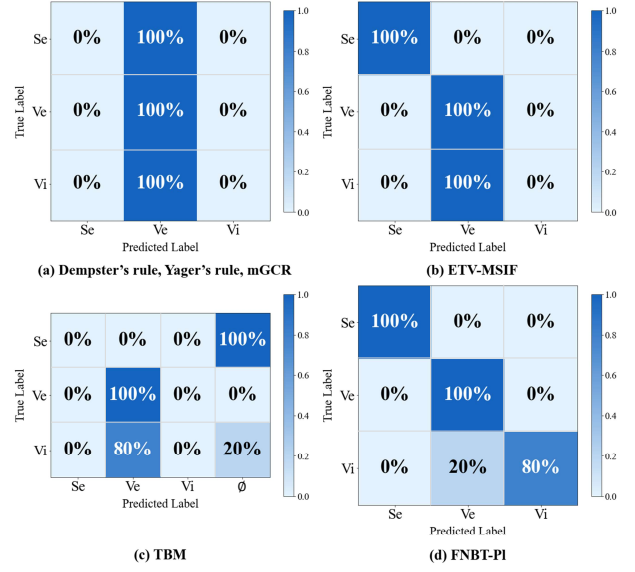 Se 100% 0% 0% 0% 1.0
Ve 0% 100% 0% 0.8
Vi 0% 100% 0% 0.6
0.4
0.2
0.0
True Label
Se Ve Vi
Predicted Label
(a) Dempster's rule, Yager's rule, mGCR
Se 100% 0% 0% 1.0
0.8
Ve 0% 100% 0% 0.6
0.4
Vi 0% 100% 0% 0.2
0.0
True Label
Se Ve Vi
Predicted Label
(b) ETV-MSIF
Se 0% 0% 0% 100% 1.0
0.8
Ve 0% 100% 0% 0% 0.6
0.4
Vi 0% 80% 0% 20% 0.2
0.0
True Label
Se Ve Vi ∅
Predicted Label
(c) TBM
Se 100% 0% 0% 1.0
0.8
Ve 0% 100% 0% 0.6
0.4
Vi 0% 20% 80% 0.2
0.0
True Label
Se Ve Vi
Predicted Label
(d) FNBT-Pl